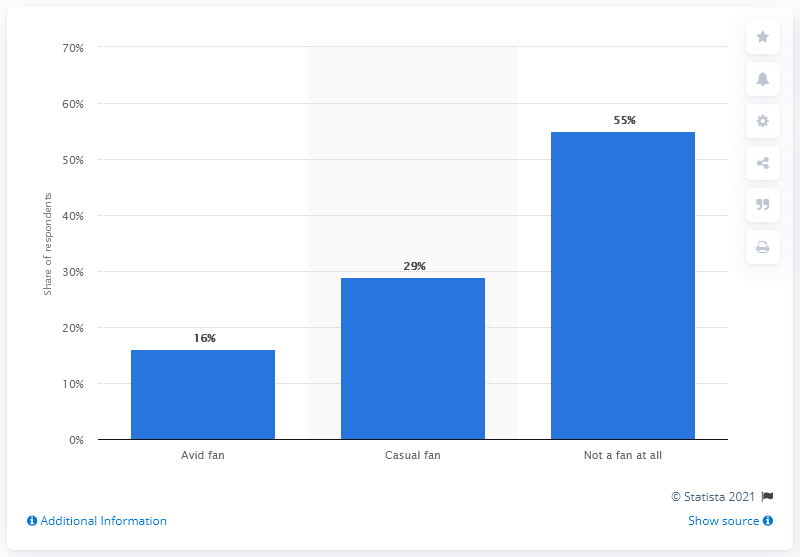 70%
60%
50%
40%
30%
20%
10%
0%
Share of respondents
16%
29%
55%
Avid fan
Casual fan
Not a fan at all
© Statista 2021
Additional Information
Show source